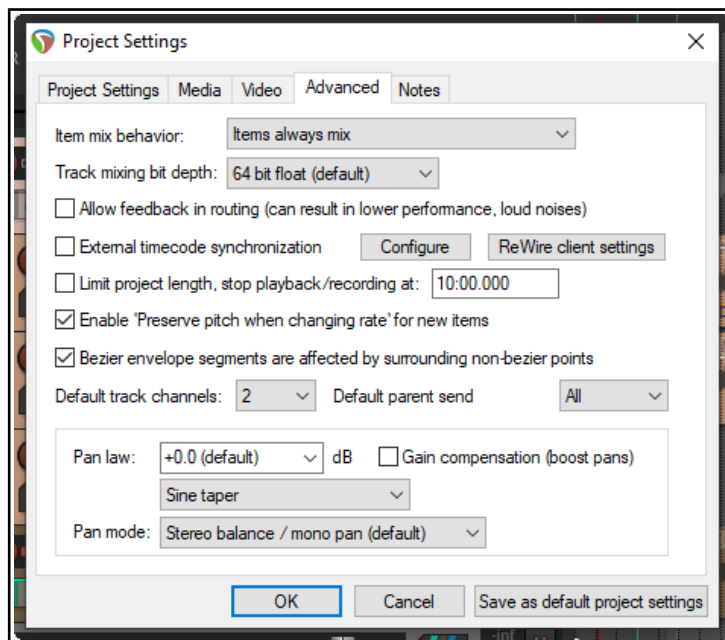 Project Settings
Project Settings Media Video Advanced Notes
Item mix behavior: Items always mix
Track mixing bit depth: 64 bit float (default)
Allow feedback in routing (can result in lower performance, loud noises)
External timecode synchronization Configure ReWire client settings
Limit project length, stop playback/recording at: 10:00.000
Enable 'Preserve pitch when changing rate' for new items
Bezier envelope segments are affected by surrounding non-bezier points
Default track channels: 2 Default parent send All
Pan law: +0.0 (default) dB Gain compensation (boost pans)
Sine taper
Pan mode: Stereo balance / mono pan (default)
OK Cancel Save as default project settings
-inf